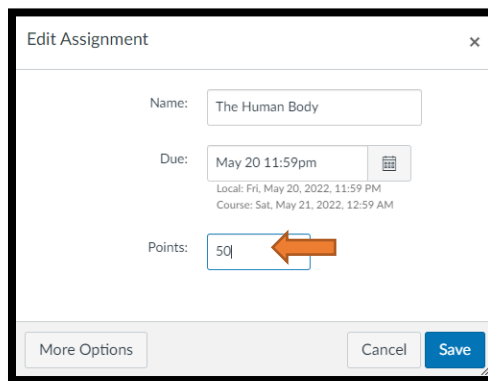 Edit Assignment ×
Name: The Human Body
Due: May 20 11:59pm
Local: Fri, May 20, 2022, 11:59 PM
Course: Sat, May 21, 2022, 12:59 AM
Points: 50
More Options Cancel Save